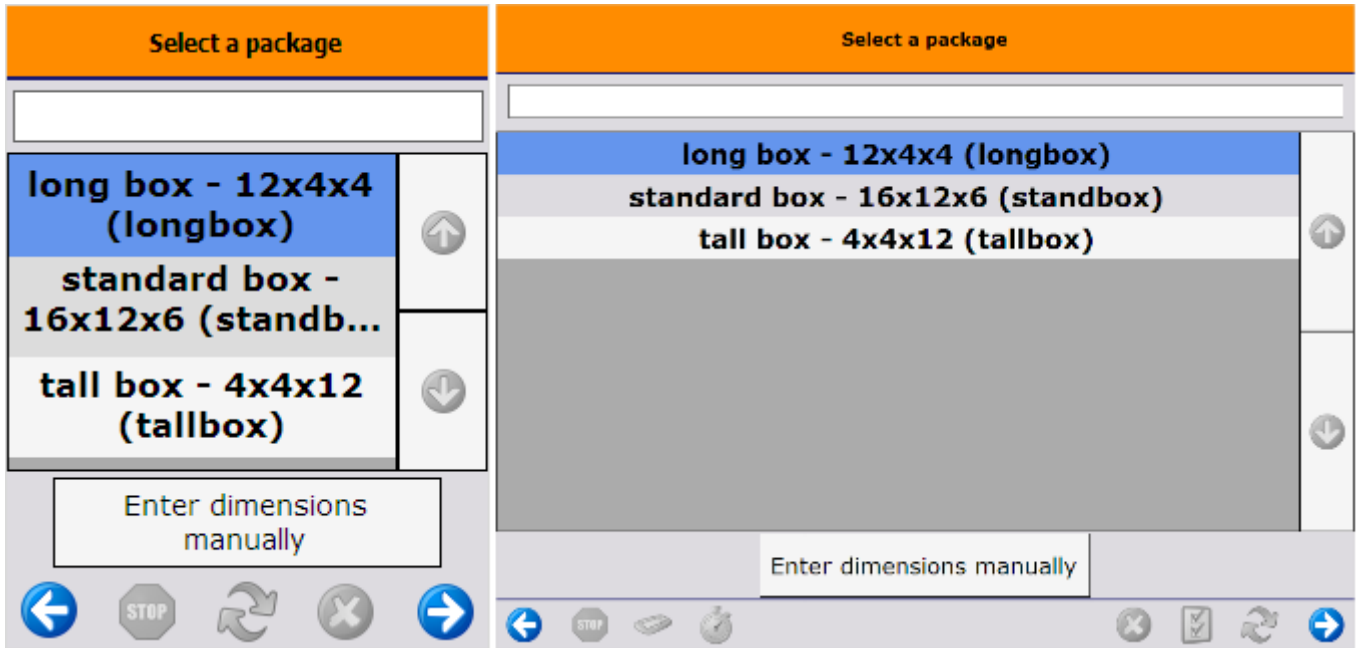 Select a package
long box - 12x4x4
(longbox)
standard box -
16x12x6 (standb...
tall box - 4x4x12
(tallbox)
Enter dimensions
manually
STOP
Select a package
long box - 12x4x4 (longbox)
standard box - 16x12x6 (standbox)
tall box - 4x4x12 (tallbox)
Enter dimensions manually
STOP